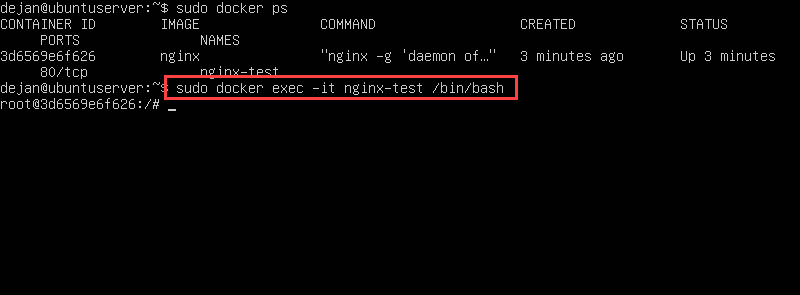 dejan@ubuntuserver:~$ sudo docker ps
CONTAINER ID        IMAGE               COMMAND                  CREATED             STATUS
     PORTS               NAMES
3d6569e6f626        nginx               "nginx -g 'daemon of…"   3 minutes ago       Up 3 minutes
     80/tcp              nginx-test
dejan@ubuntuserver:~$ sudo docker exec -it nginx-test /bin/bash
root@3d6569e6f626:/# _